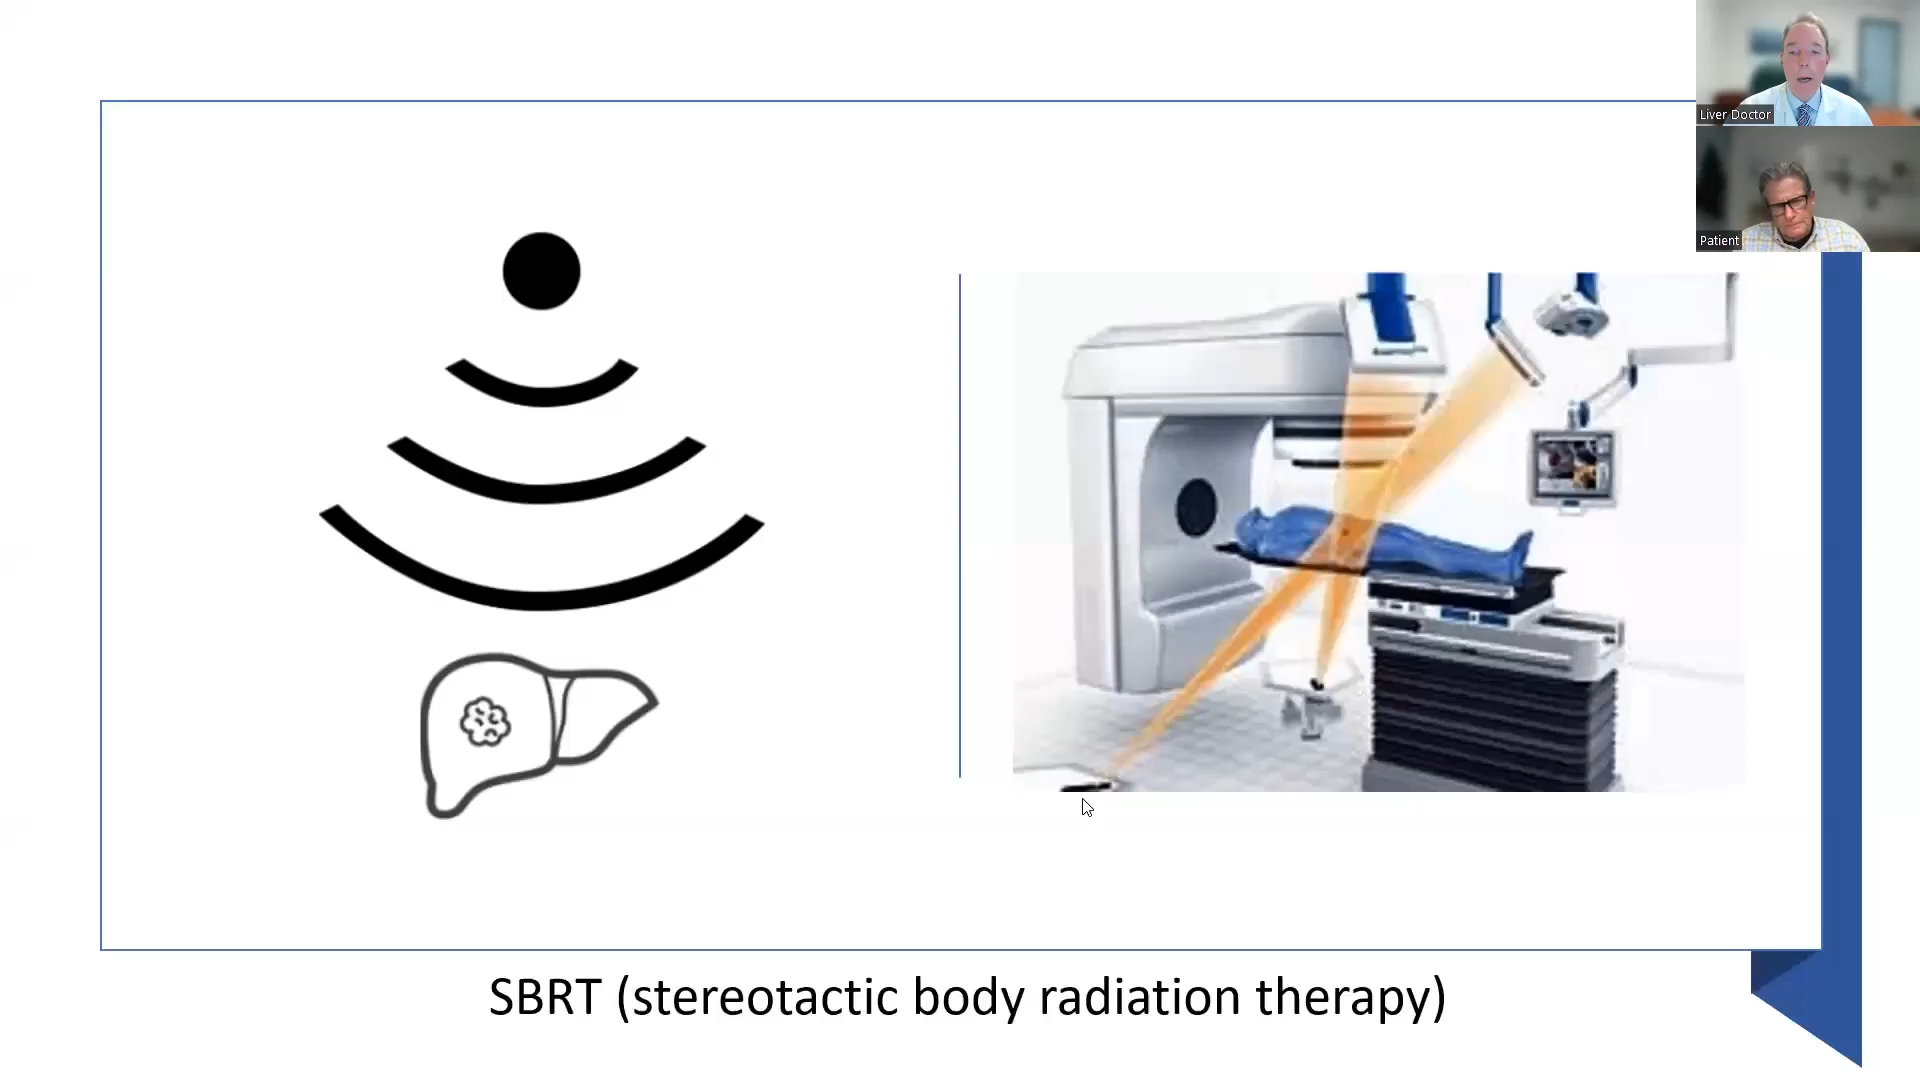 Liver Doctor
Patient
SBRT (stereotactic body radiation therapy)